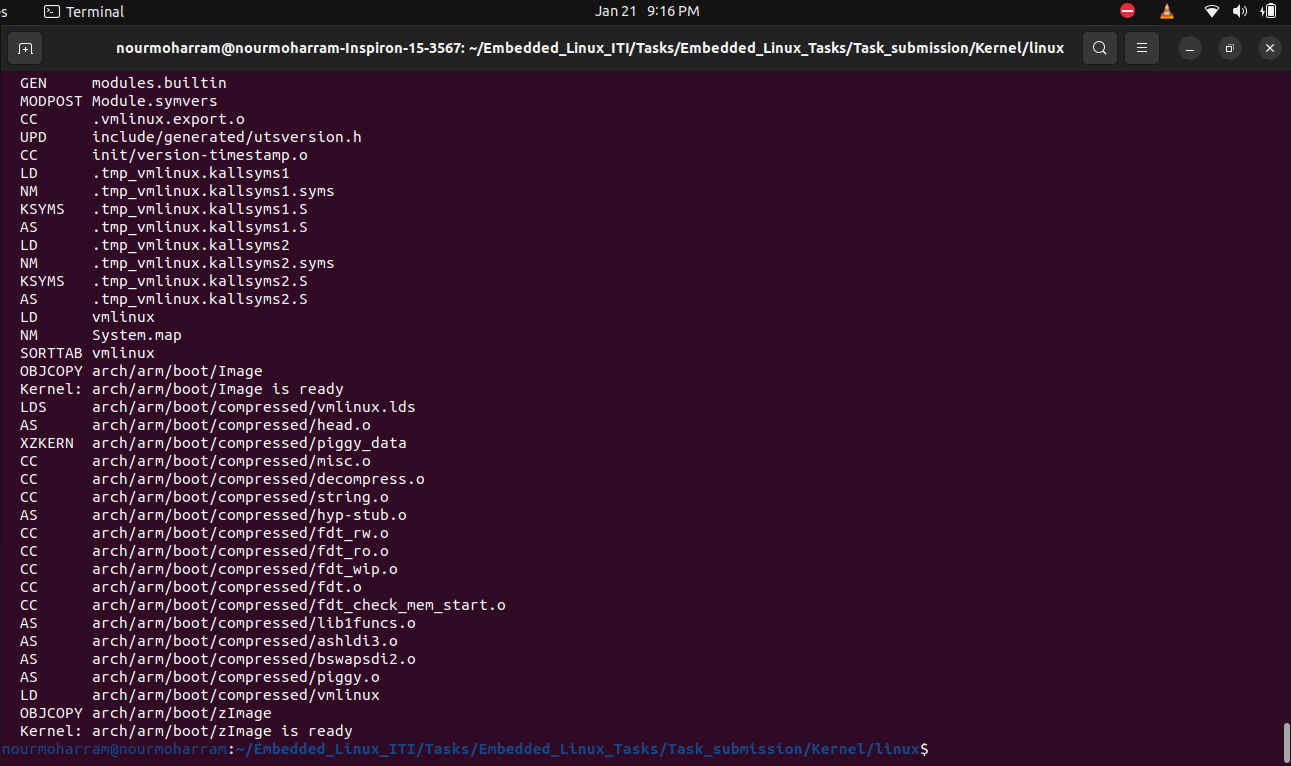 s Terminal Jan 21 9:16 PM
nourmoharram@nourmoharram-Inspiron-15-3567: ~/Embedded_Linux_ITI/Tasks/Embedded_Linux_Tasks/Task_submission/Kernel/linux
GEN modules.builtin
MODPOST Module.symvers
CC .vmlinux.export.o
UPD include/generated/utsversion.h
CC init/version-timestamp.o
LD .tmp_vmlinux.kallsyms1
NM .tmp_vmlinux.kallsyms1.syms
KSYMS .tmp_vmlinux.kallsyms1.S
AS .tmp_vmlinux.kallsyms1.S
LD .tmp_vmlinux.kallsyms2
NM .tmp_vmlinux.kallsyms2.syms
KSYMS .tmp_vmlinux.kallsyms2.S
AS .tmp_vmlinux.kallsyms2.S
LD vmlinux
NM System.map
SORTTAB vmlinux
OBJCOPY arch/arm/boot/Image
Kernel: arch/arm/boot/Image is ready
LDS arch/arm/boot/compressed/vmlinux.lds
AS arch/arm/boot/compressed/head.o
XZKERN arch/arm/boot/compressed/piggy_data
CC arch/arm/boot/compressed/misc.o
CC arch/arm/boot/compressed/decompress.o
CC arch/arm/boot/compressed/string.o
AS arch/arm/boot/compressed/hyp-stub.o
CC arch/arm/boot/compressed/fdt_rw.o
CC arch/arm/boot/compressed/fdt_ro.o
CC arch/arm/boot/compressed/fdt_wip.o
CC arch/arm/boot/compressed/fdt.o
CC arch/arm/boot/compressed/fdt_check_mem_start.o
AS arch/arm/boot/compressed/lib1funcs.o
AS arch/arm/boot/compressed/ashldi3.o
AS arch/arm/boot/compressed/bswapsdi2.o
AS arch/arm/boot/compressed/piggy.o
LD arch/arm/boot/compressed/vmlinux
OBJCOPY arch/arm/boot/zImage
Kernel: arch/arm/boot/zImage is ready
nourmoharram@nourmoharram:~/Embedded_Linux_ITI/Tasks/Embedded_Linux_Tasks/Task_submission/Kernel/linux$